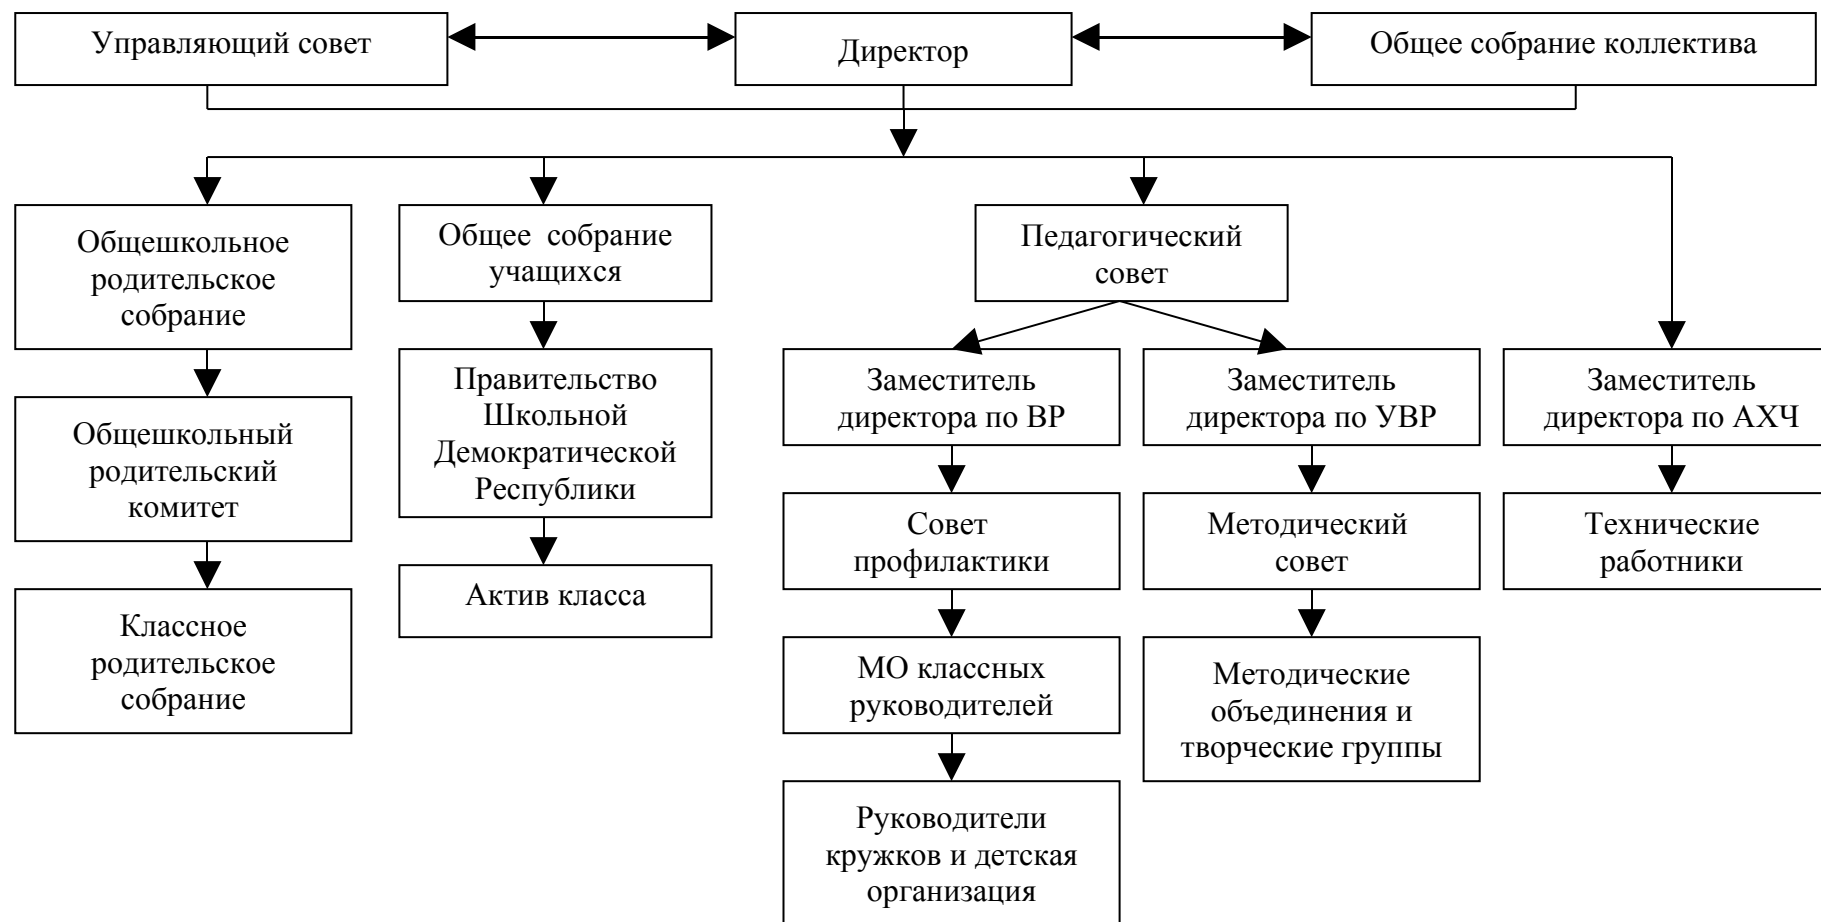 Управляющий совет
Директор
Общее собрание коллектива
Общешкольное
родительское
собрание
Общее собрание
учащихся
Педагогический
совет
Правительство
Школьной
Демократической
Республики
Заместитель
директора по ВР
Заместитель
директора по УВР
Заместитель
директора по АХЧ
Общешкольный
родительский
комитет
Совет
профилактики
Методический
совет
Технические
работники
Актив класса
Классное
родительское
собрание
МО классных
руководителей
Методические
объединения и
творческие группы
Руководители
кружков и детская
организация